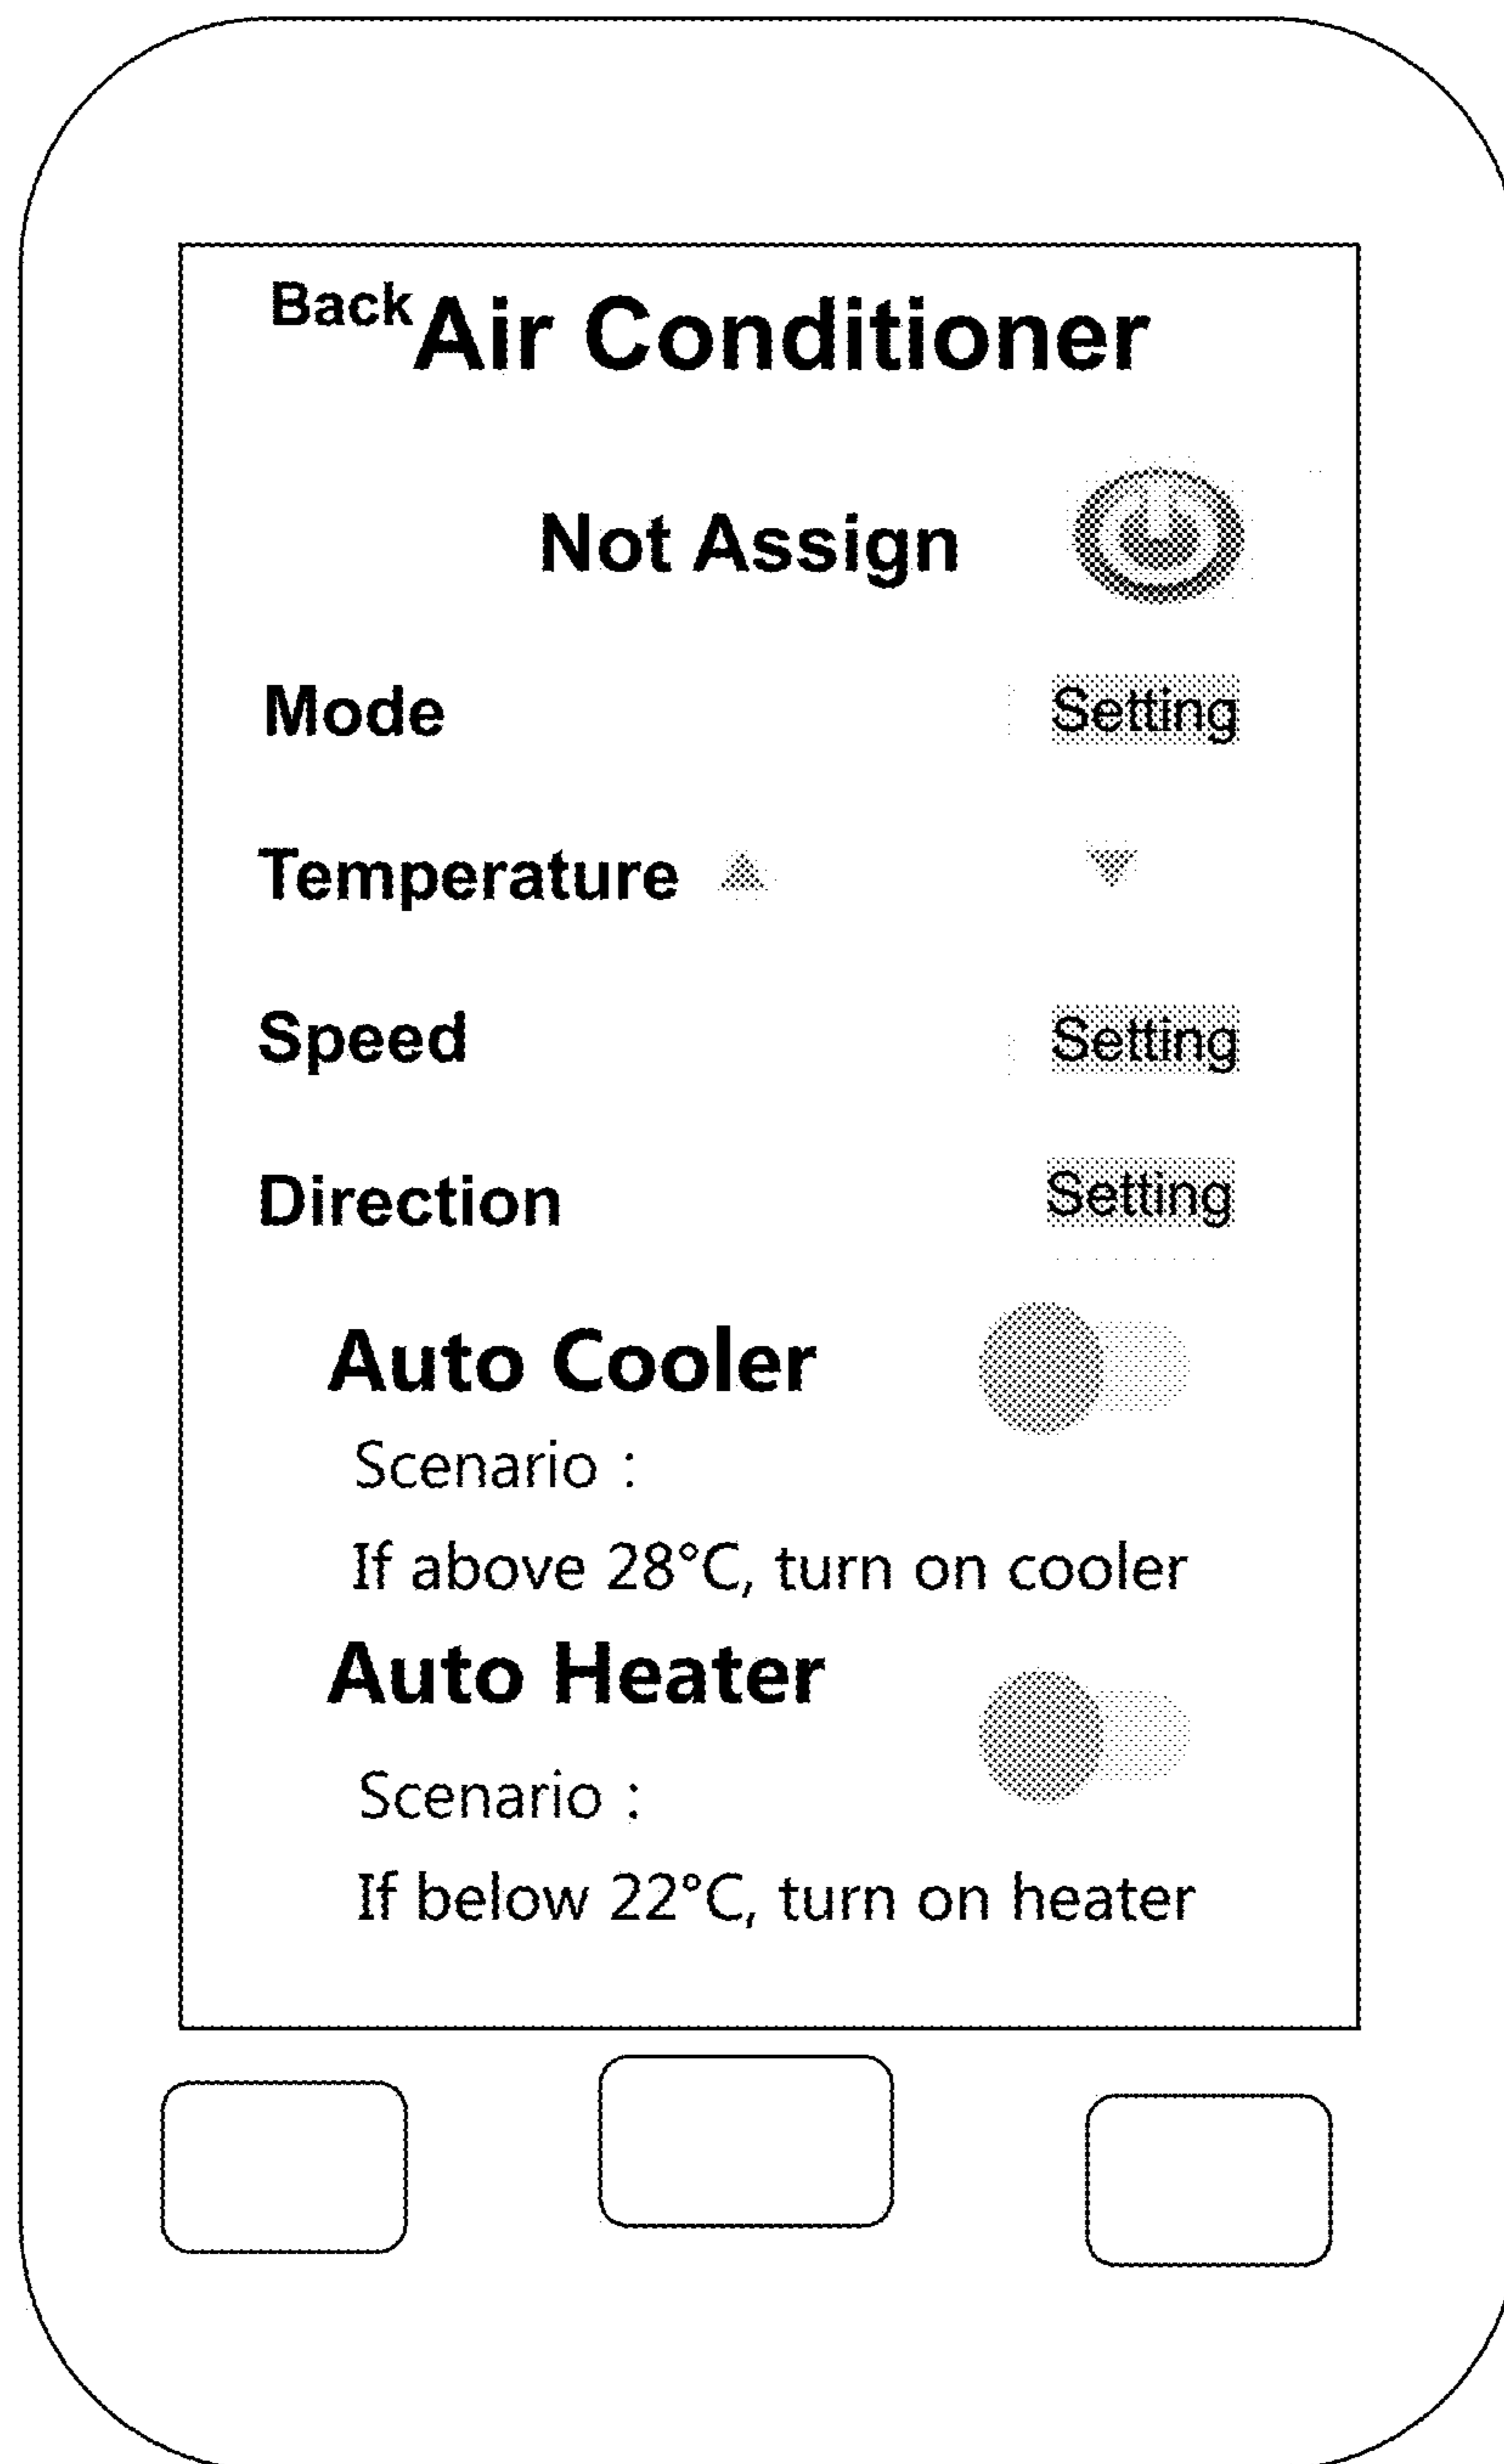 Back Air Conditioner
Not Assign
Mode Setting
Temperature
Speed Setting
Direction Setting
Auto Cooler
Scenario :
If above 28°C, turn on cooler
Auto Heater
Scenario :
If below 22°C, turn on heater